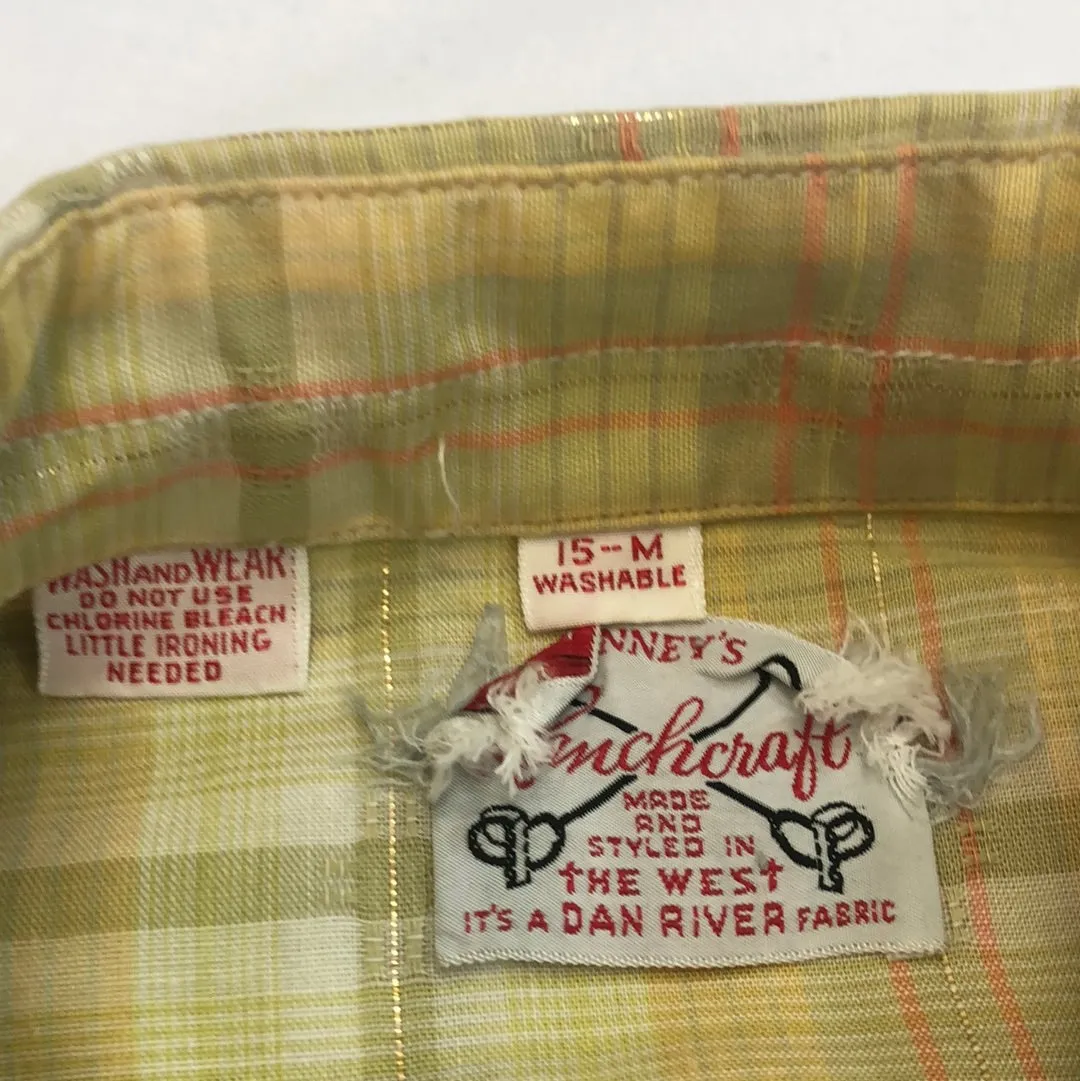 WASH AND WEAR
DO NOT USE
CHLORINE BLEACH
LITTLE IRONING
NEEDED
15-M
WASHABLE
NNEY'S
anchcraft
MADE
AND
STYLED IN
THE WEST
IT'S A DAN RIVER FABRIC